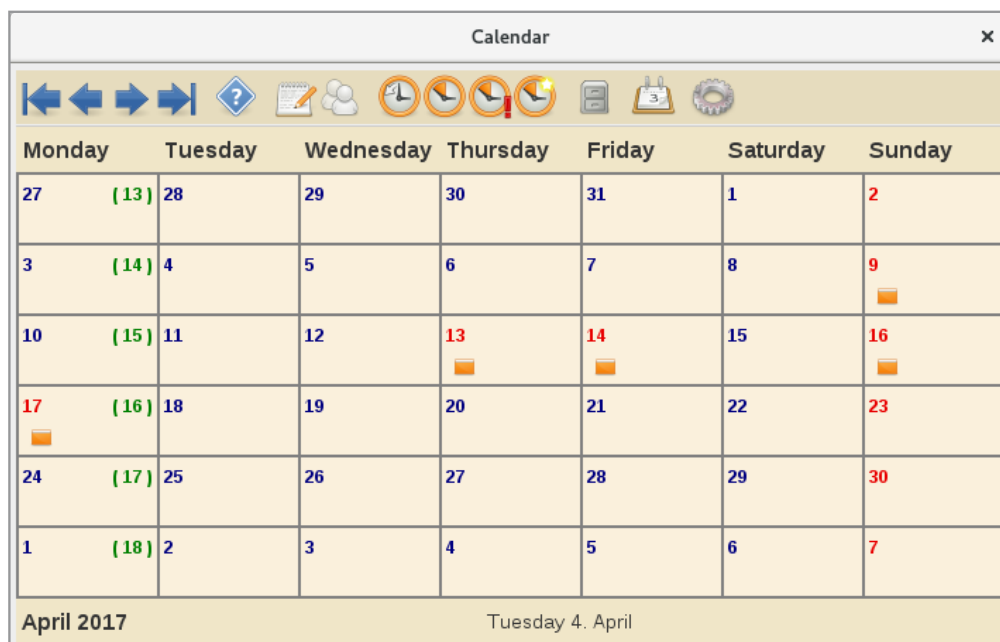 Calendar
Monday Tuesday Wednesday Thursday Friday Saturday Sunday
27 (13) 28 29 30 31 1 2
3 (14) 4 5 6 7 8 9
10 (15) 11 12 13 14 15 16
17 (16) 18 19 20 21 22 23
24 (17) 25 26 27 28 29 30
1 (18) 2 3 4 5 6 7
April 2017 Tuesday 4. April